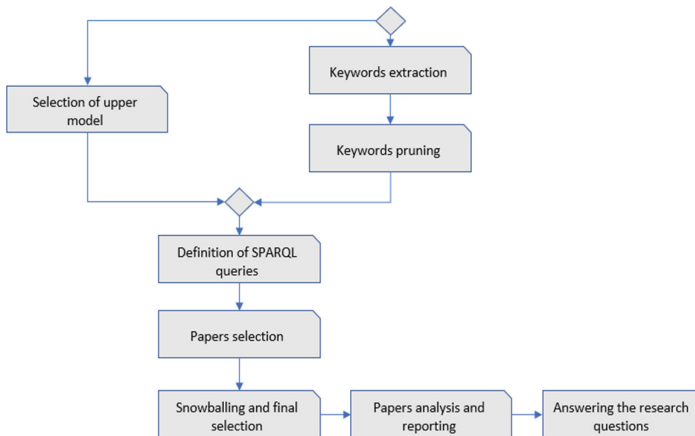 Keywords extraction
Selection of upper
model
Keywords pruning
Definition of SPARQL
queries
Papers selection
Snowballing and final
selection
Papers analysis and
reporting
Answering the research
questions